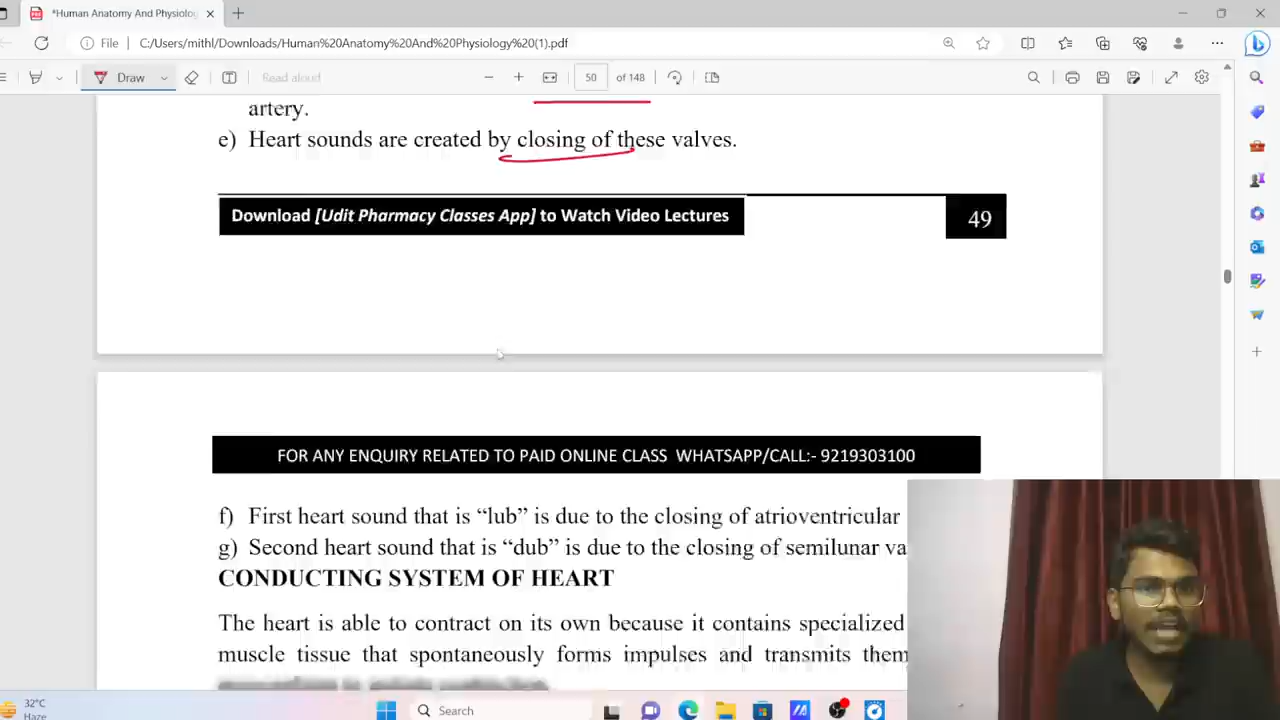 *Human Anatomy And Physiolog
File C:/Users/mithl/Downloads/Human%20Anatomy%20And%20Physiology%20(1).pdf
Draw Read aloud 50 of 148
artery.
e) Heart sounds are created by closing of these valves.
Download [Udit Pharmacy Classes App] to Watch Video Lectures 49
FOR ANY ENQUIRY RELATED TO PAID ONLINE CLASS WHATSAPP/CALL:- 9219303100
f) First heart sound that is “lub” is due to the closing of atrioventricular
g) Second heart sound that is “dub” is due to the closing of semilunar va
CONDUCTING SYSTEM OF HEART
The heart is able to contract on its own because it contains specialized
muscle tissue that spontaneously forms impulses and transmits them
32°C
Haze
Search